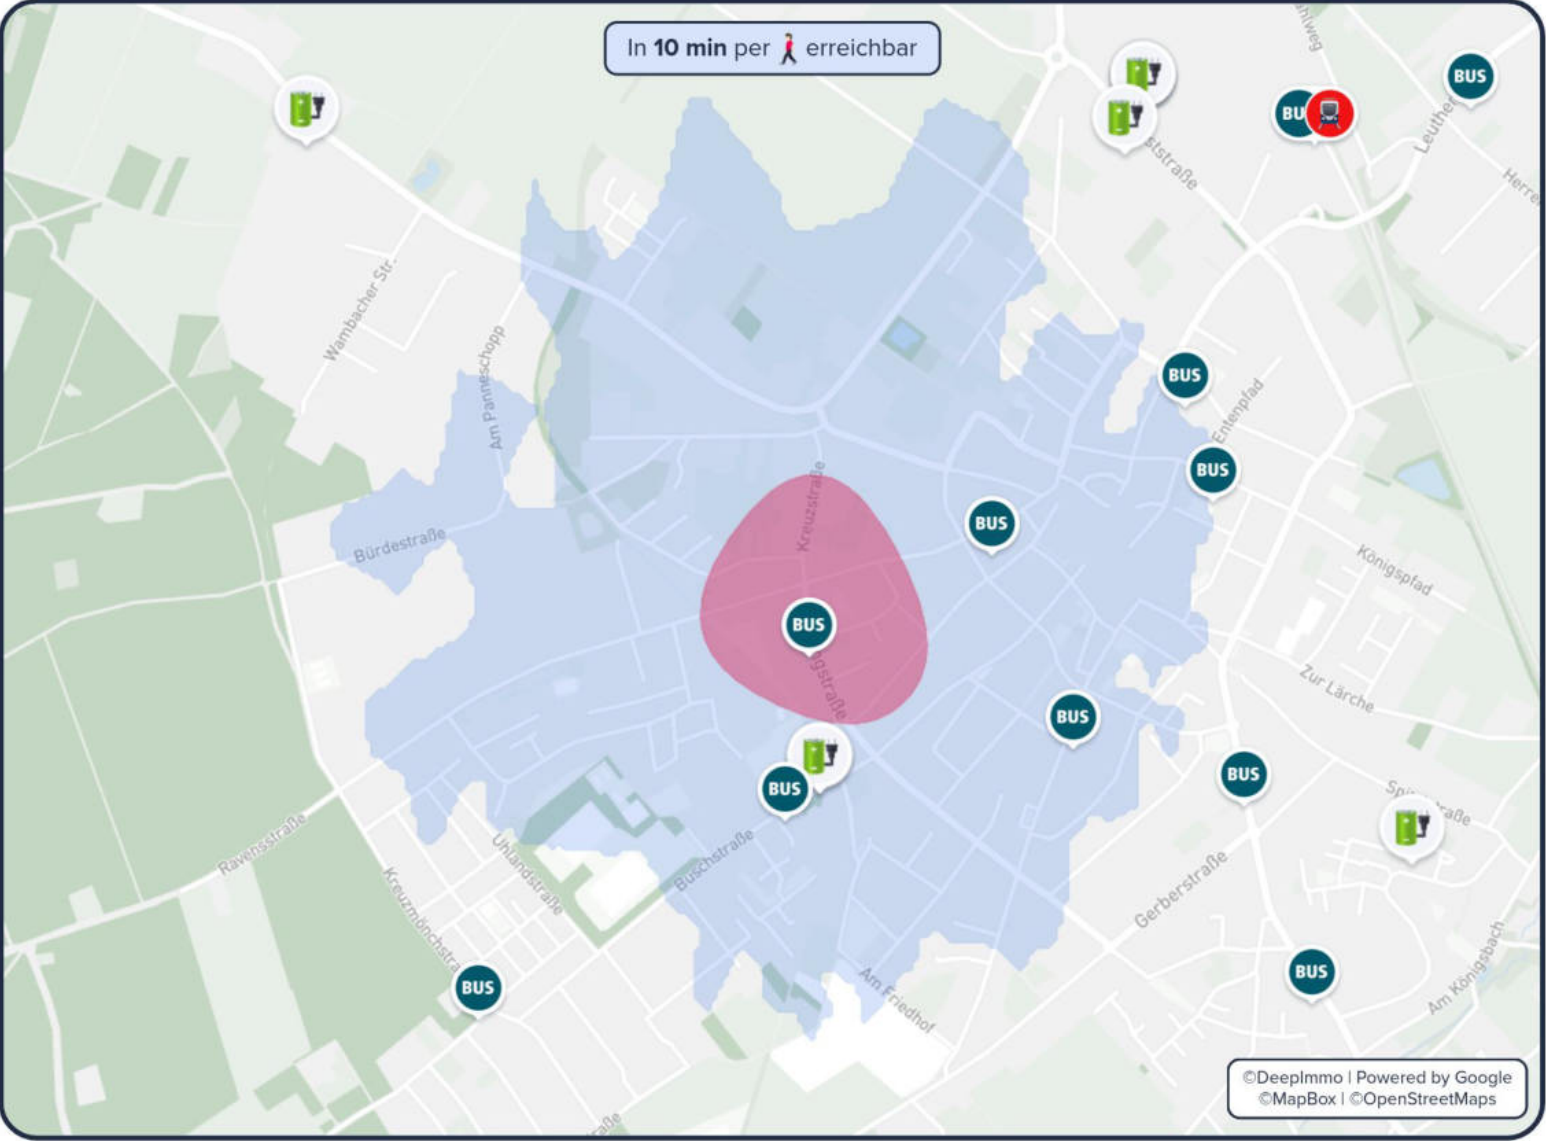 In 10 min per erreichbar
BUS
BUS
Leuther
Wambacher Str.
Am Panneschopp
BUS
Entenpfad
BUS
Kreuzstraße
BUS
Bürdestraße
Königspfad
BUS
Zur Lärche
BUS
BUS
BUS
Ravensstraße
Uhlandstraße
Buschstraße
Gerberstraße
Kreuzmönchstra
BUS
BUS
Am Friedhof
Am Königsbach
©DeepImmo | Powered by Google
©MapBox | ©OpenStreetMaps